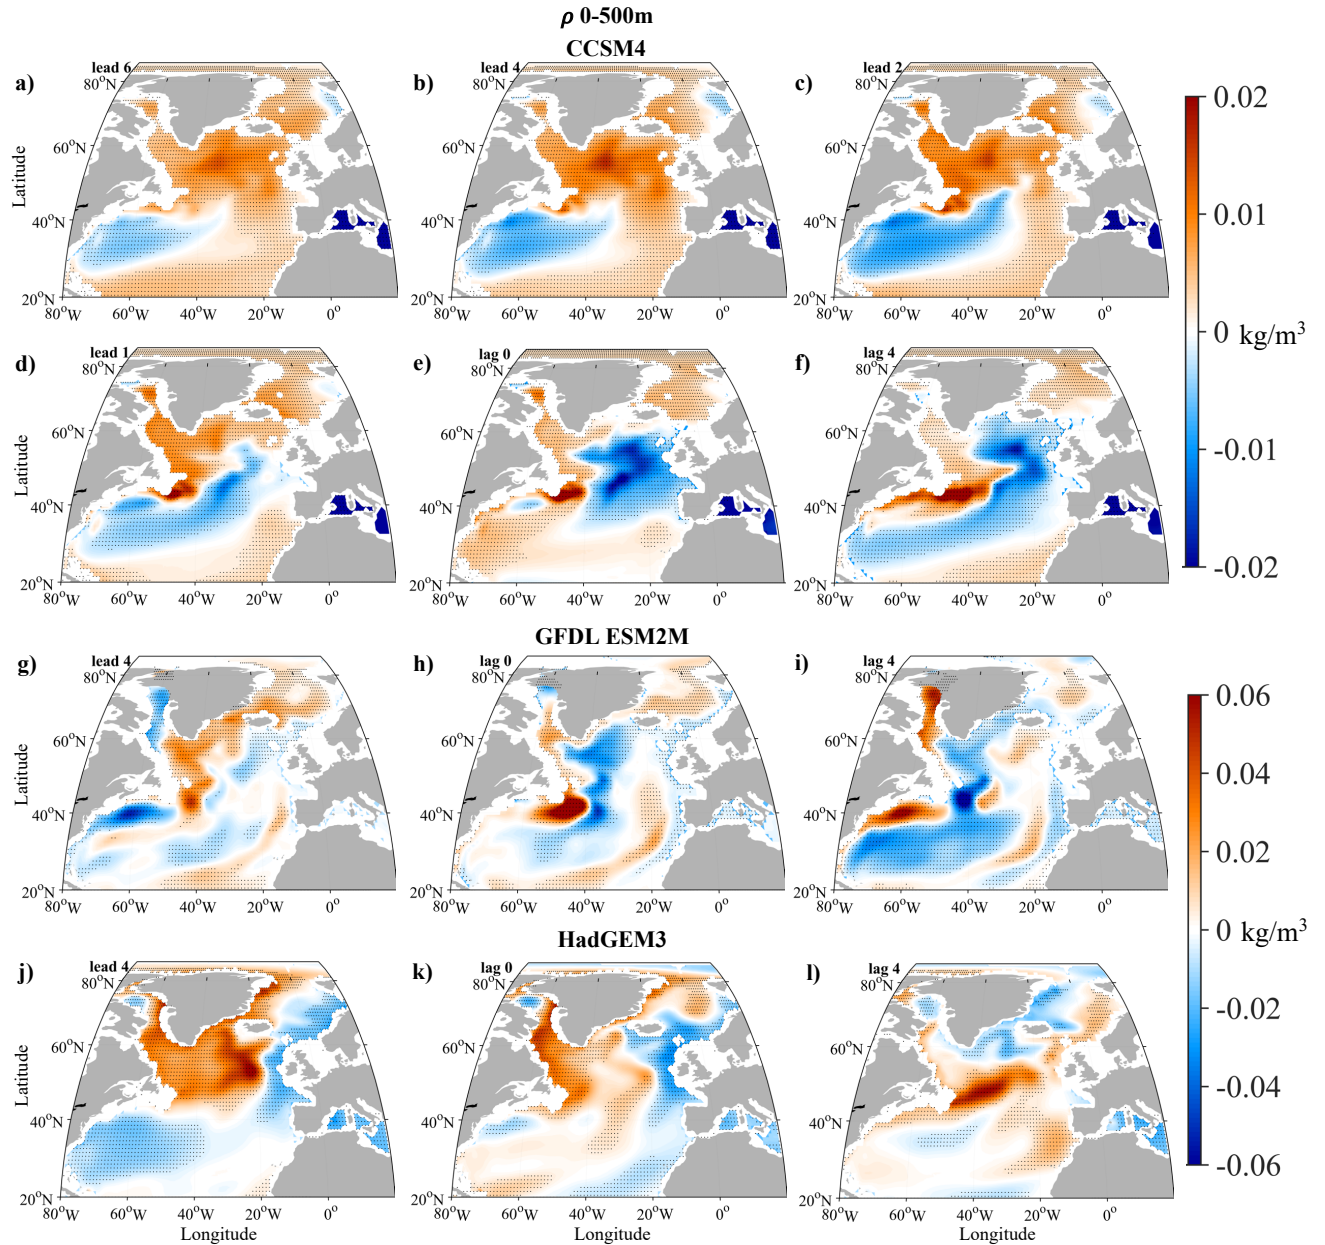 ρ 0-500m
CCSM4
a) lead 6 b) lead 4 c) lead 2
80°N 80°N 80°N
60°N 60°N 60°N
40°N 40°N 40°N
20°N 20°N 20°N
80°W 60°W 40°W 20°W 0° 80°W 60°W 40°W 20°W 0° 80°W 60°W 40°W 20°W 0°
Latitude
d) lead 1 e) lag 0 f) lag 4
80°N 80°N 80°N
60°N 60°N 60°N
40°N 40°N 40°N
20°N 20°N 20°N
80°W 60°W 40°W 20°W 0° 80°W 60°W 40°W 20°W 0° 80°W 60°W 40°W 20°W 0°
Latitude
0.02
0.01
0 kg/m³
-0.01
-0.02
GFDL ESM2M
g) lead 4 h) lag 0 i) lag 4
80°N 80°N 80°N
60°N 60°N 60°N
40°N 40°N 40°N
20°N 20°N 20°N
80°W 60°W 40°W 20°W 0° 80°W 60°W 40°W 20°W 0° 80°W 60°W 40°W 20°W 0°
Latitude
HadGEM3
j) lead 4 k) lag 0 l) lag 4
80°N 80°N 80°N
60°N 60°N 60°N
40°N 40°N 40°N
20°N 20°N 20°N
80°W 60°W 40°W 20°W 0° 80°W 60°W 40°W 20°W 0° 80°W 60°W 40°W 20°W 0°
Latitude
Longitude Longitude Longitude
0.06
0.04
0.02
0 kg/m³
-0.02
-0.04
-0.06